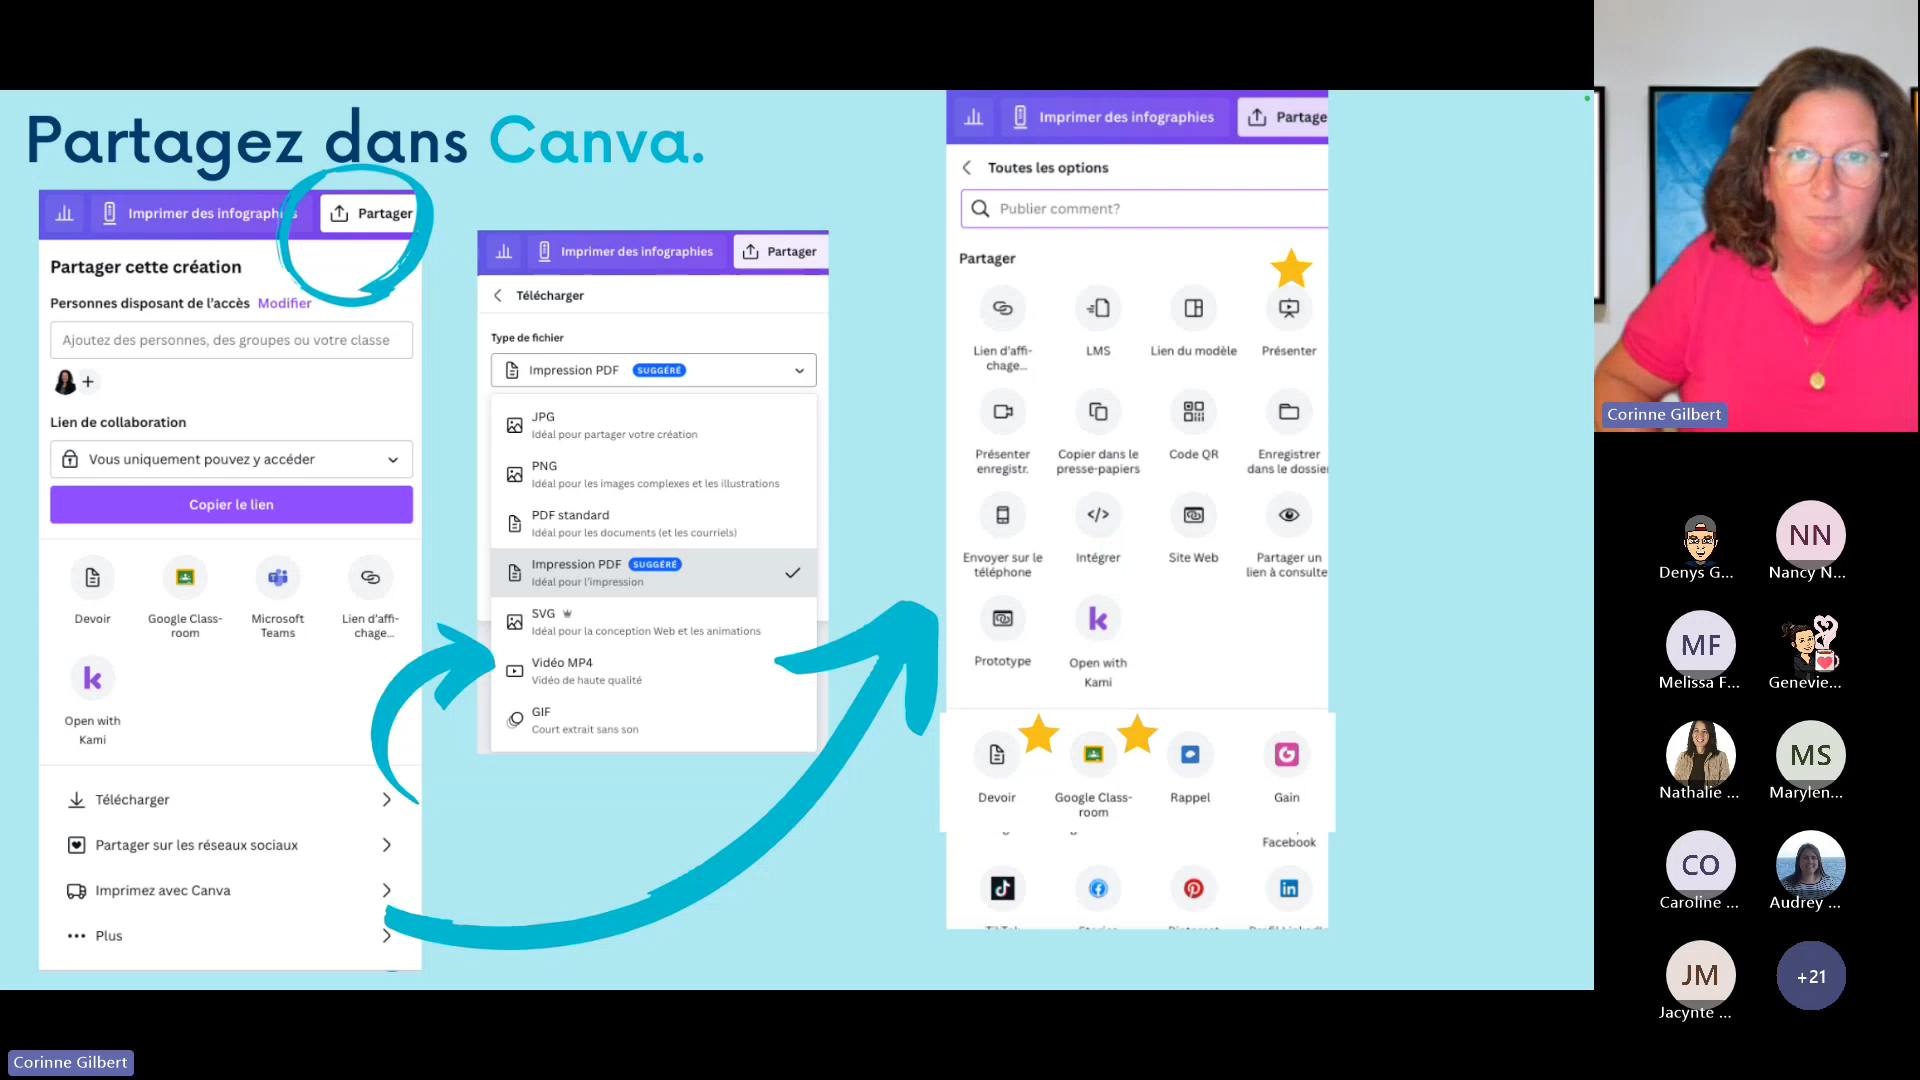 Partagez dans Canva.
Imprimer des infographies
Partager
Partager cette création
Personnes disposant de l'accès Modifier
Ajoutez des personnes, des groupes ou votre classe
Lien de collaboration
Vous uniquement pouvez y accéder
Copier le lien
Devoir
Google Class-
room
Microsoft
Teams
Lien d'affi-
chage...
k
Open with
Kami
Télécharger
Partager sur les réseaux sociaux
Imprimez avec Canva
Plus
Imprimer des infographies
Partager
Télécharger
Type de fichier
Impression PDF SUGGÉRÉ
JPG
Idéal pour partager votre création
PNG
Idéal pour les images complexes et les illustrations
PDF standard
Idéal pour les documents (et les courriels)
Impression PDF SUGGÉRÉ
Idéal pour l'impression
SVG
Idéal pour la conception Web et les animations
Vidéo MP4
Vidéo de haute qualité
GIF
Court extrait sans son
Imprimer des infographies
Partage
Toutes les options
Publier comment?
Partager
Lien d'affi-
chage...
LMS
Lien du modèle
Présenter
Présenter
enregistr.
Copier dans le
presse-papiers
Code QR
Enregistrer
dans le dossie
Envoyer sur le
téléphone
Intégrer
Site Web
Partager un
lien à consulte
Prototype
k
Open with
Kami
Devoir
Google Class-
room
Rappel
Gain
Facebook
Corinne Gilbert
Denys G...
NN
Nancy N...
MF
Melissa F...
Genevie...
Nathalie ...
MS
Marylen...
CO
Caroline ...
Audrey ...
JM
Jacynte ...
+21
Corinne Gilbert